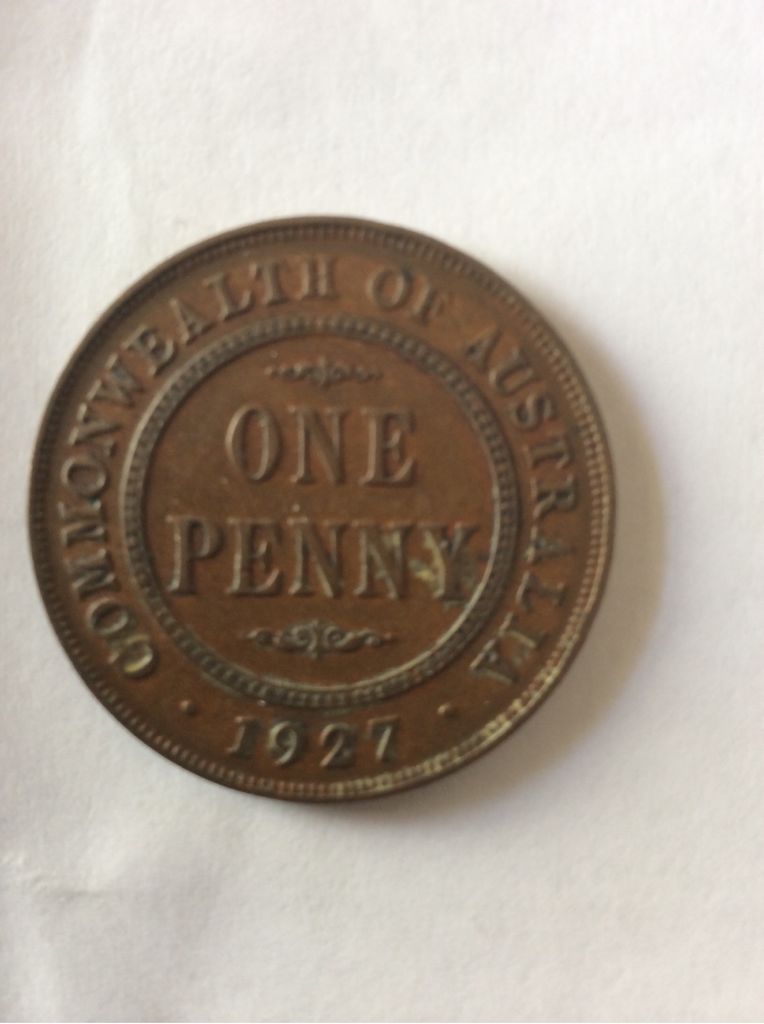 COMMONWEALTH OF AUSTRALIA
ONE
PENNY
1927